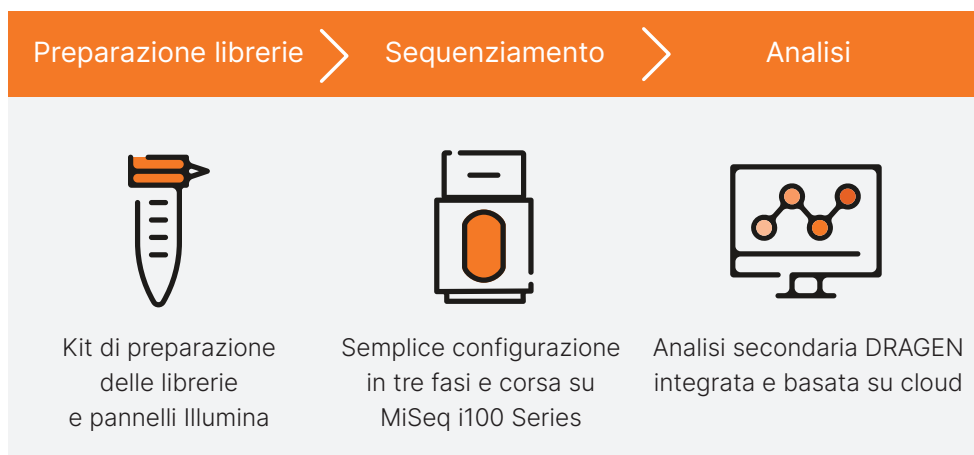 Preparazione librerie
Sequenziamento
Analisi
Kit di preparazione
delle librerie
e pannelli Illumina
Semplice configurazione
in tre fasi e corsa su
MiSeq i100 Series
Analisi secondaria DRAGEN
integrata e basata su cloud